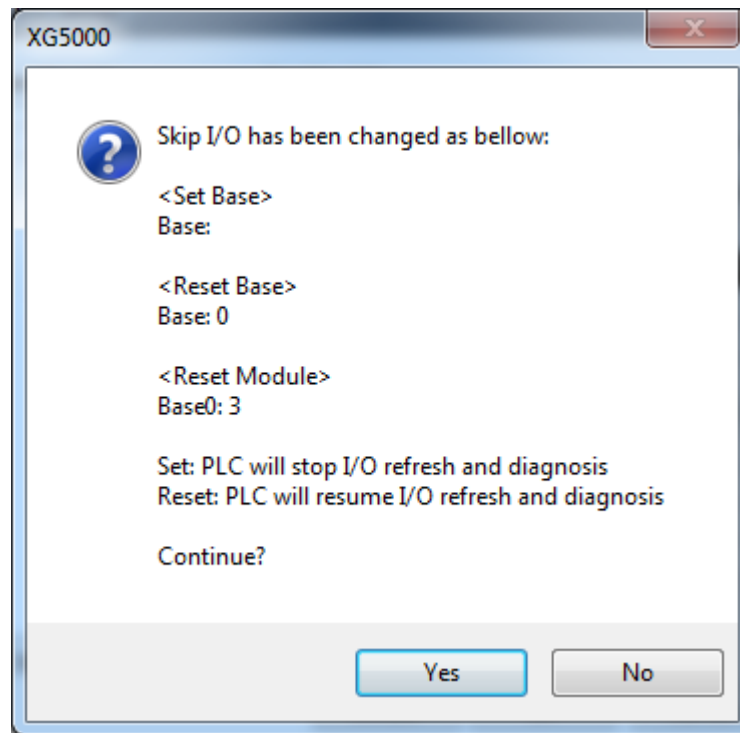 XG5000
Skip I/O has been changed as bellow:
<Set Base>
Base:
<Reset Base>
Base: 0
<Reset Module>
Base0: 3
Set: PLC will stop I/O refresh and diagnosis
Reset: PLC will resume I/O refresh and diagnosis
Continue?
Yes
No